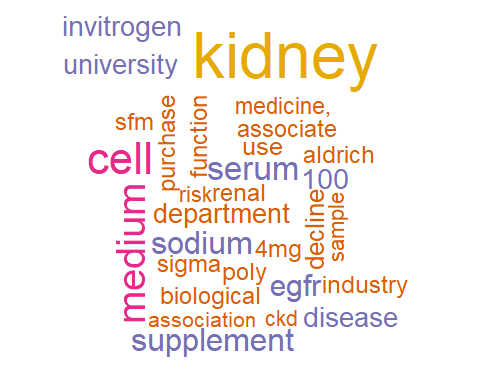 invitrogen
university
kidney
sfm
purchase
function
medicine,
associate
use
aldrich
cell
serum
100
risk
renal
department
decline
sample
medium
sodium
4mg
sigma
poly
biological
egfr
industry
association
ckd
disease
supplement